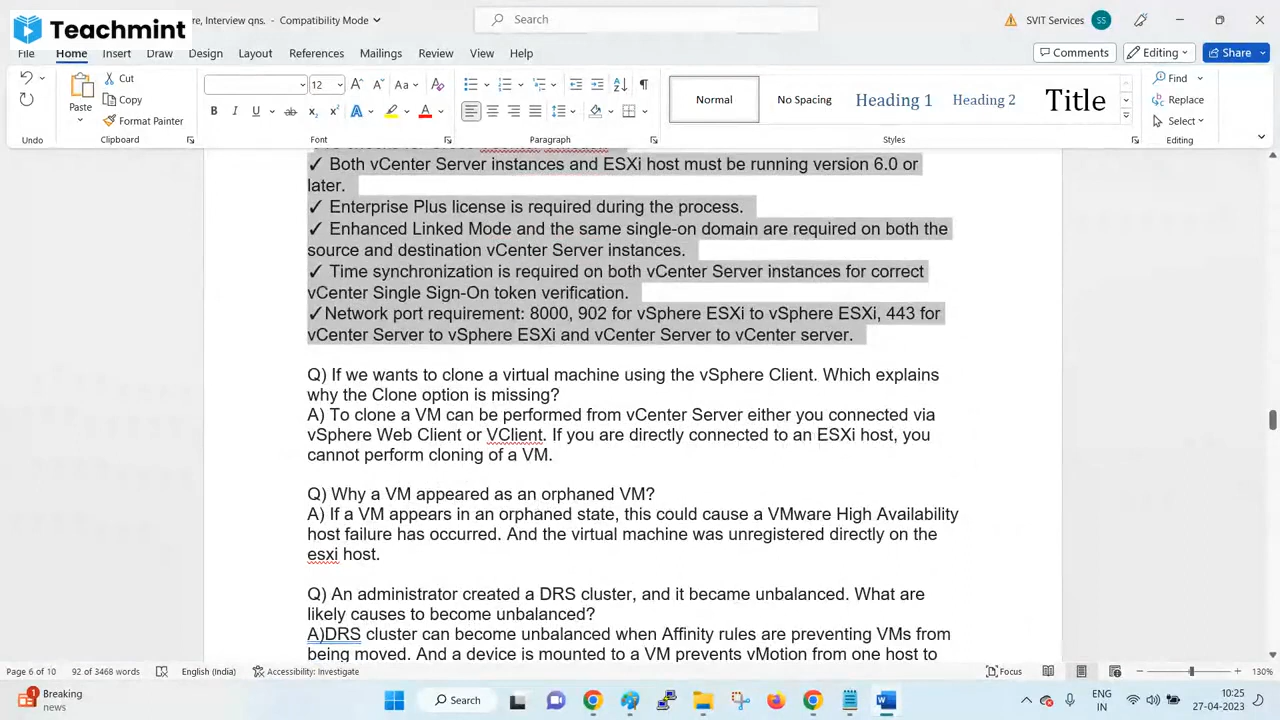 Teachmint
re, Interview qns. - Compatibility Mode
Search
SVIT Services
SS
File Home Insert Draw Design Layout References Mailings Review View Help
Comments
Editing
Share
Undo
Paste
Cut
Copy
Format Painter
Clipboard
12
Aa
Font
Paragraph
Normal
No Spacing
Heading 1
Heading 2
Title
Styles
Find
Replace
Select
Editing
✓ Both vCenter Server instances and ESXi host must be running version 6.0 or
later.
✓ Enterprise Plus license is required during the process.
✓ Enhanced Linked Mode and the same single-on domain are required on both the
source and destination vCenter Server instances.
✓ Time synchronization is required on both vCenter Server instances for correct
vCenter Single Sign-On token verification.
✓Network port requirement: 8000, 902 for vSphere ESXi to vSphere ESXi, 443 for
vCenter Server to vSphere ESXi and vCenter Server to vCenter server.
Q) If we wants to clone a virtual machine using the vSphere Client. Which explains
why the Clone option is missing?
A) To clone a VM can be performed from vCenter Server either you connected via
vSphere Web Client or VClient. If you are directly connected to an ESXi host, you
cannot perform cloning of a VM.
Q) Why a VM appeared as an orphaned VM?
A) If a VM appears in an orphaned state, this could cause a VMware High Availability
host failure has occurred. And the virtual machine was unregistered directly on the
esxi host.
Q) An administrator created a DRS cluster, and it became unbalanced. What are
likely causes to become unbalanced?
A)DRS cluster can become unbalanced when Affinity rules are preventing VMs from
being moved. And a device is mounted to a VM prevents vMotion from one host to
Page 6 of 10 92 of 3468 words English (India) Accessibility: Investigate Focus 130%
1
Breaking
news
Search
ENG
IN
10:25
27-04-2023